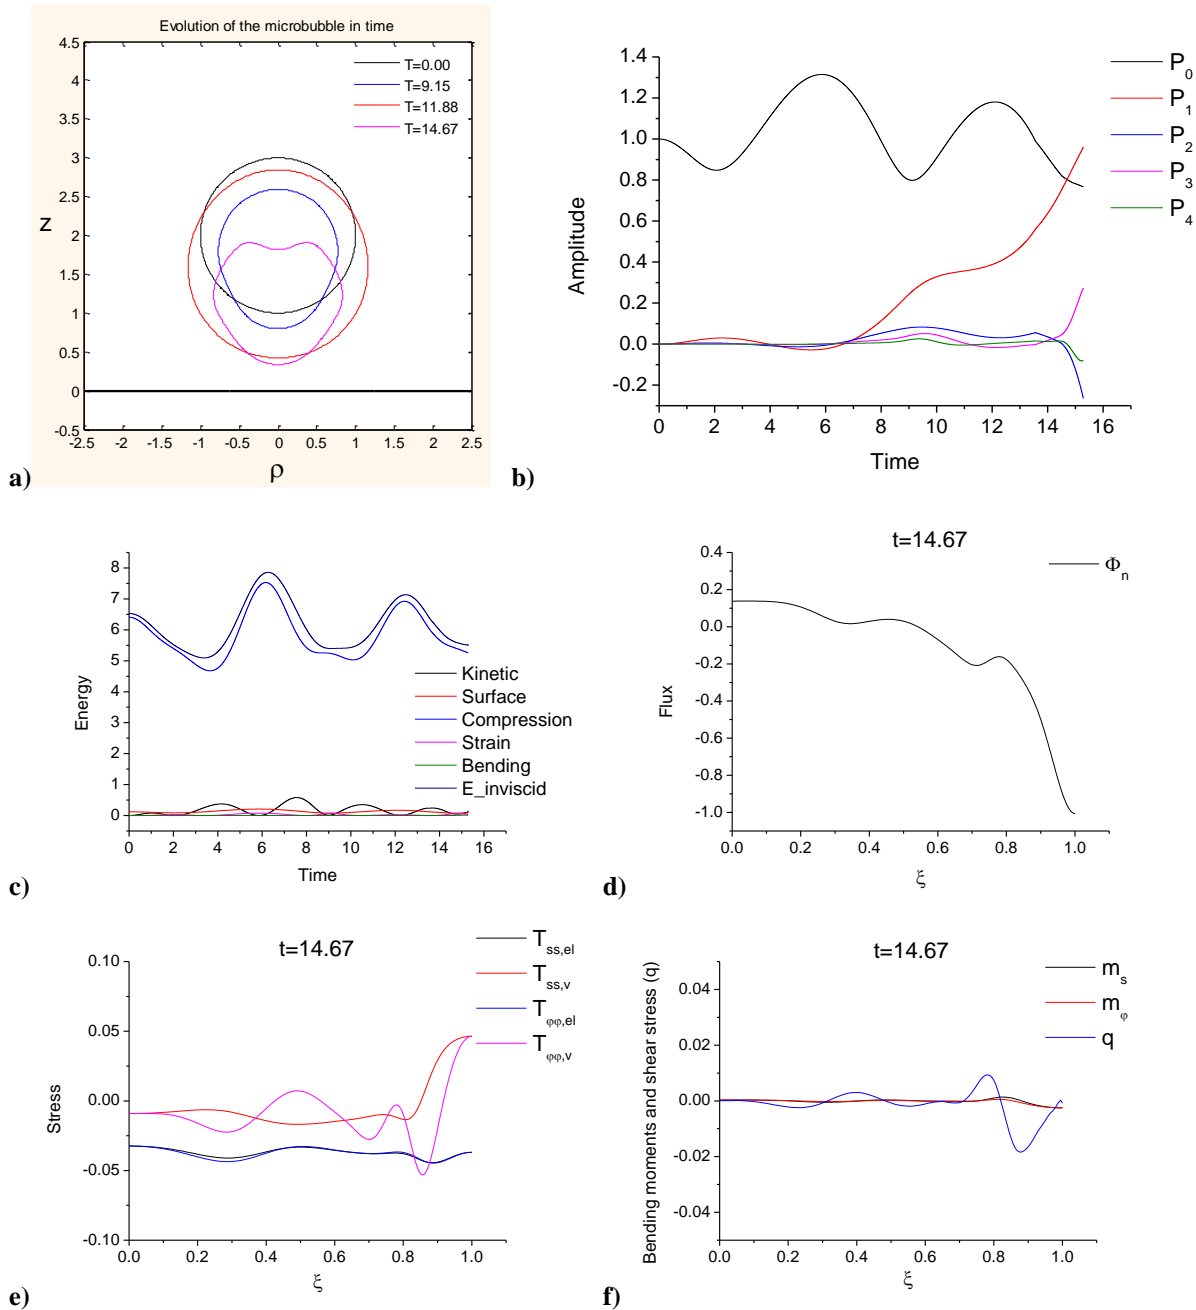 Evolution of the microbubble in time
4.5
4
3.5
3
2.5
2
1.5
1
0.5
0
-0.5
-2.5 -2 -1.5 -1 -0.5 0 0.5 1 1.5 2 2.5
z
ρ
T=0.00
T=9.15
T=11.88
T=14.67
a)
1.4
1.2
1.0
0.8
0.6
0.4
0.2
0.0
-0.2
0 2 4 6 8 10 12 14 16
Amplitude
Time
P0
P1
P2
P3
P4
b)
8
7
6
5
4
3
2
1
0
0 2 4 6 8 10 12 14 16
Energy
Time
Kinetic
Surface
Compression
Strain
Bending
E_inviscid
c)
t=14.67
0.4
0.2
0.0
-0.2
-0.4
-0.6
-0.8
-1.0
0.0 0.2 0.4 0.6 0.8 1.0
Flux
ξ
Φn
d)
t=14.67
0.10
0.05
0.00
-0.05
-0.10
0.0 0.2 0.4 0.6 0.8 1.0
Stress
ξ
Tss,el
Tss,v
Tφφ,el
Tφφ,v
e)
t=14.67
0.04
0.02
0.00
-0.02
-0.04
0.0 0.2 0.4 0.6 0.8 1.0
Bending moments and shear stress (q)
ξ
ms
mφ
q
f)